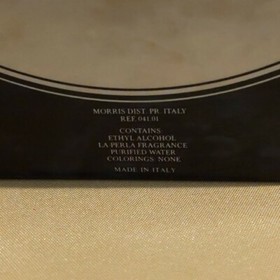 MORRIS DIST. PR. ITALY
REF. 041.01
CONTAINS:
ETHYL ALCOHOL
LA PERLA FRAGRANCE
PURIFIED WATER
COLORINGS: NONE
MADE IN ITALY